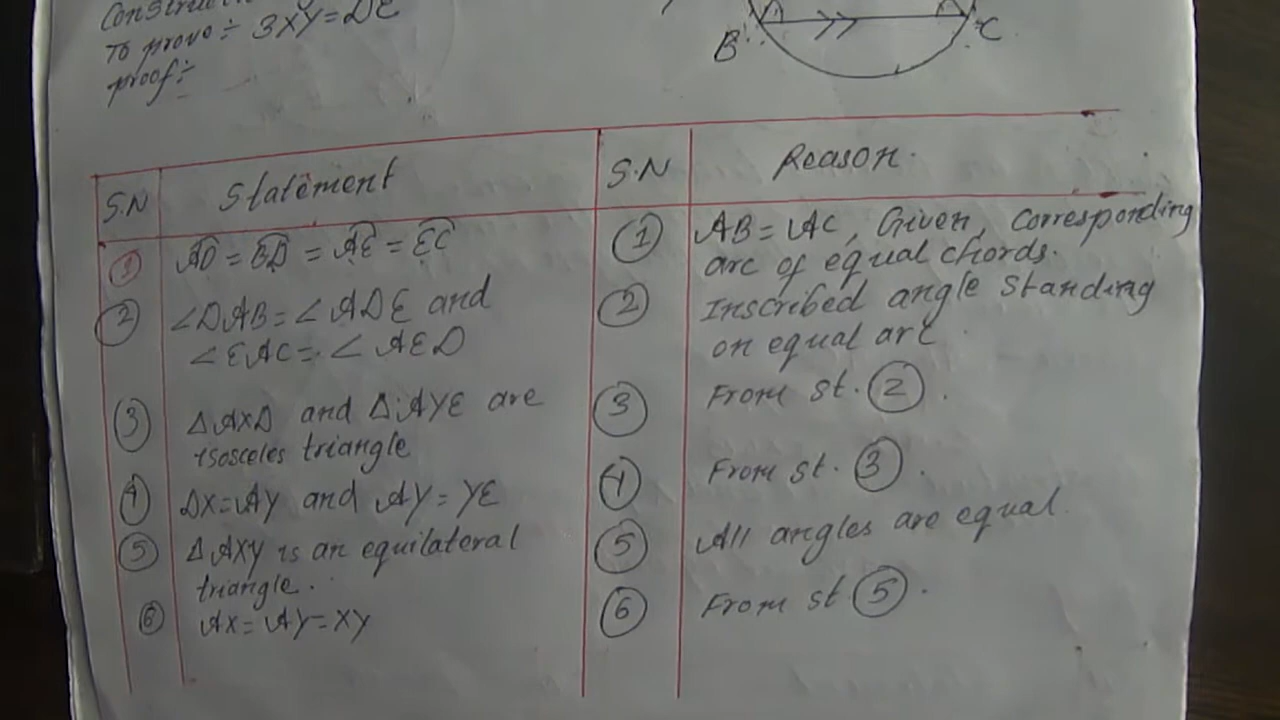 To prove ÷ 3XY = DE
proof ÷
B
C
S.N Statement S.N Reason.
① AD = BD = AE = EC ① AB = AC, Given, corresponding
arc of equal chords.
② ∠DAB = ∠ADE and ② Inscribed angle standing
∠EAC = ∠AED on equal arc
③ ΔAXD and ΔAYE are ③ From st. ②.
isosceles triangle
④ DX = AY and AY = YE ④ From st. ③.
⑤ ΔAXY is an equilateral ⑤ All angles are equal.
triangle.
⑥ AX = AY = XY ⑥ From st ⑤.